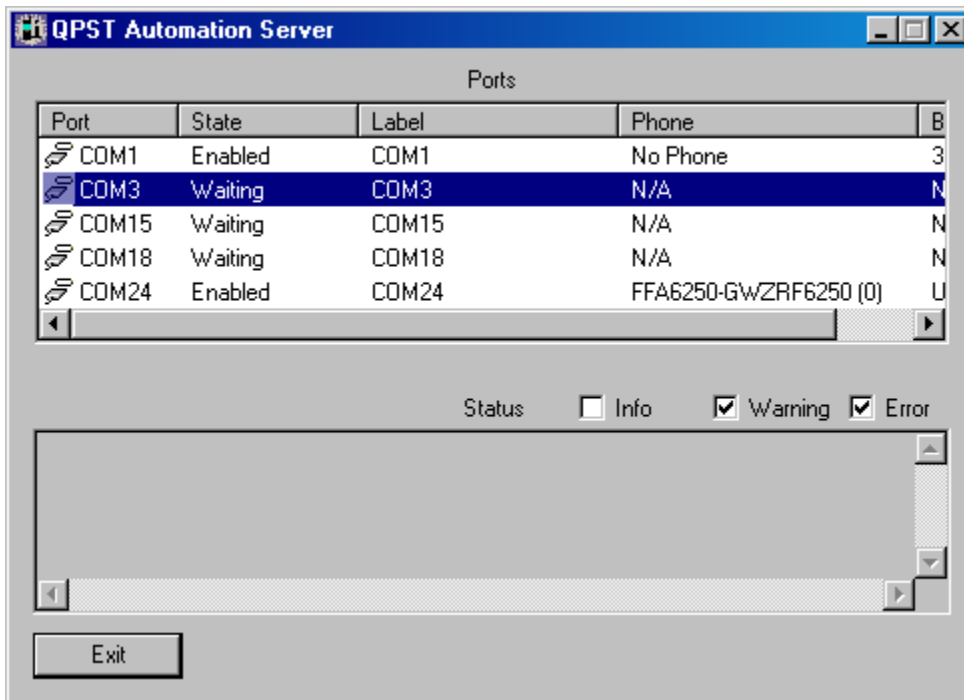 QPST Automation Server
Ports
Port State Label Phone B
COM1 Enabled COM1 No Phone 3
COM3 Waiting COM3 N/A N
COM15 Waiting COM15 N/A N
COM18 Waiting COM18 N/A N
COM24 Enabled COM24 FFA6250-GWZRF6250 (0) U
Status Info Warning Error
Exit